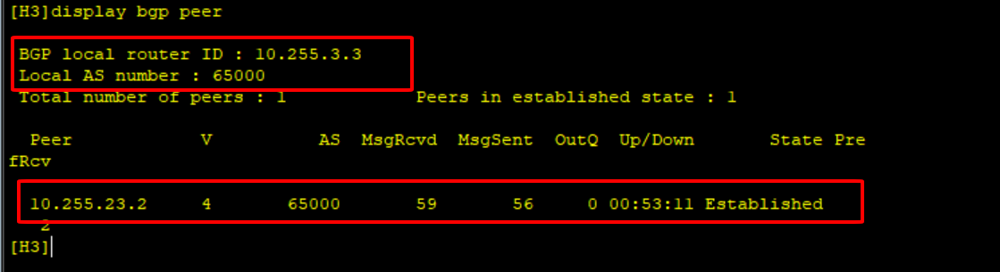 [H3]display bgp peer
BGP local router ID : 10.255.3.3
Local AS number : 65000
Total number of peers : 1                 Peers in established state : 1
Peer            V          AS  MsgRcvd  MsgSent  OutQ  Up/Down       State Pre
fRcv
10.255.23.2     4       65000       59       56     0 00:53:11 Established
2
[H3]